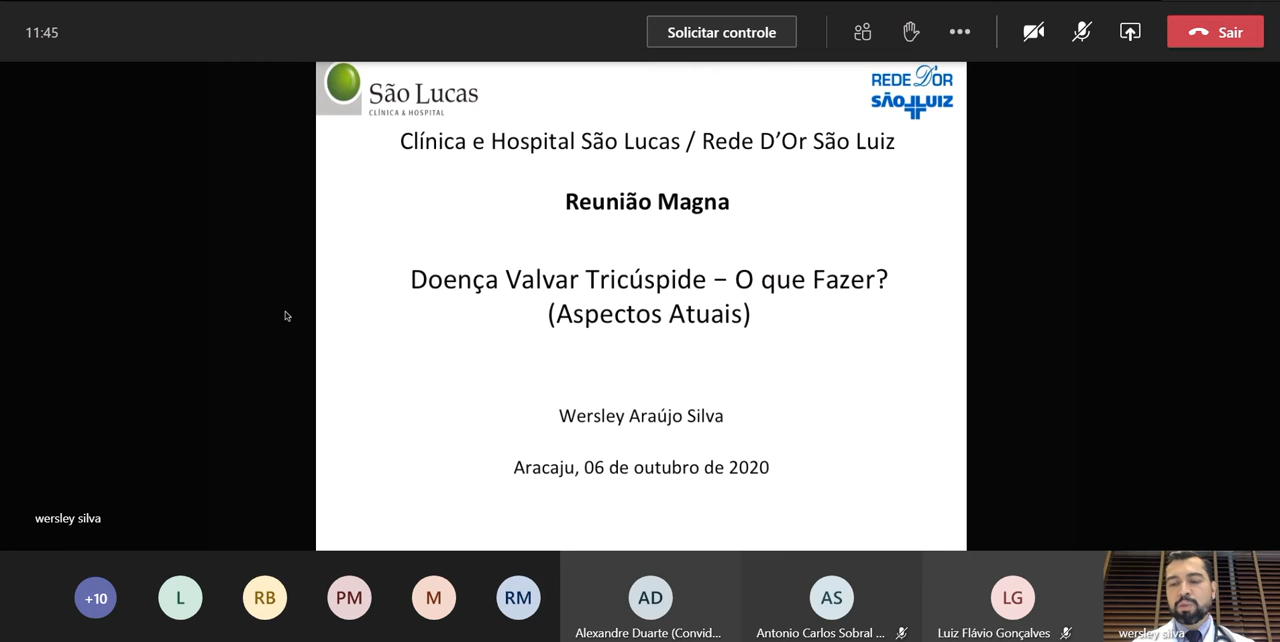 11:45
Solicitar controle
Sair
São Lucas
CLÍNICA & HOSPITAL
REDE D'OR
SÃO LUIZ
Clínica e Hospital São Lucas / Rede D’Or São Luiz
Reunião Magna
Doença Valvar Tricúspide – O que Fazer?
(Aspectos Atuais)
Wersley Araújo Silva
Aracaju, 06 de outubro de 2020
wersley silva
+10
L
RB
PM
M
RM
AD
AS
LG
Alexandre Duarte (Convid...
Antonio Carlos Sobral ...
Luiz Flávio Gonçalves
wersley silva